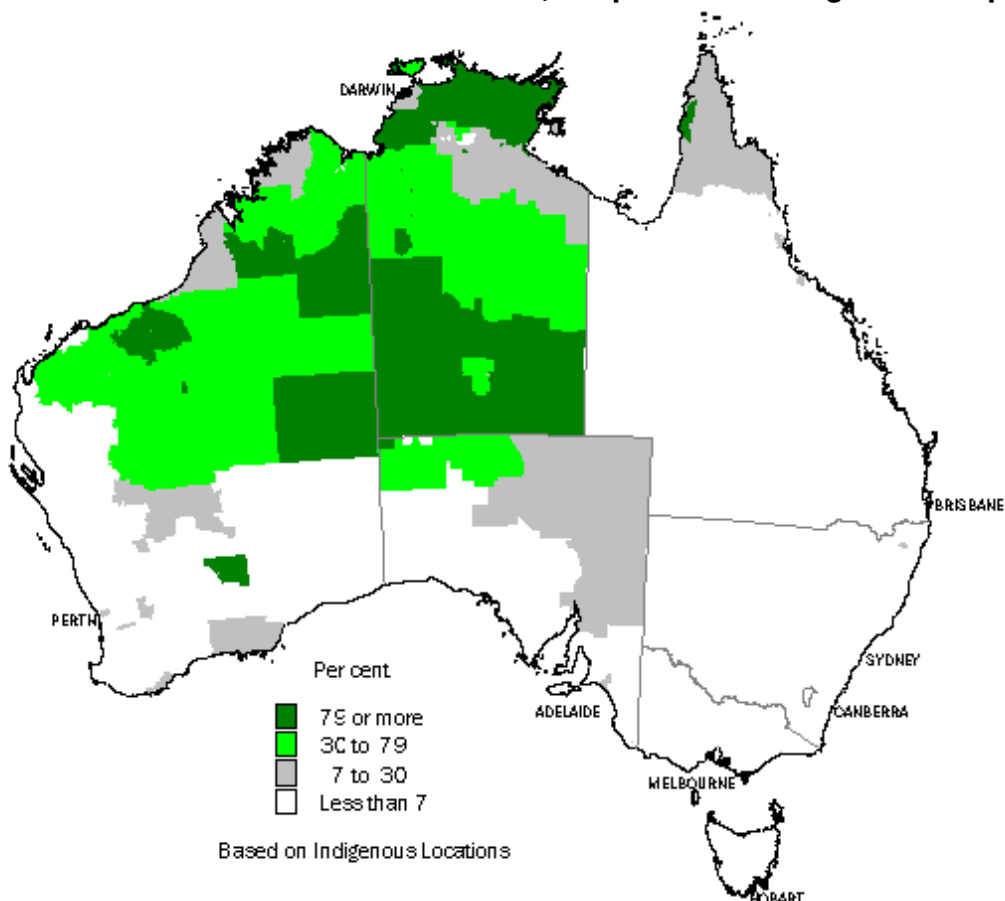 DARWIN
BRISBANE
PERTH
SYDNEY
ADELAIDE
CANBERRA
MELBOURNE
HOBART
Per cent
79 or more
30 to 79
7 to 30
Less than 7
Based on Indigenous Locations